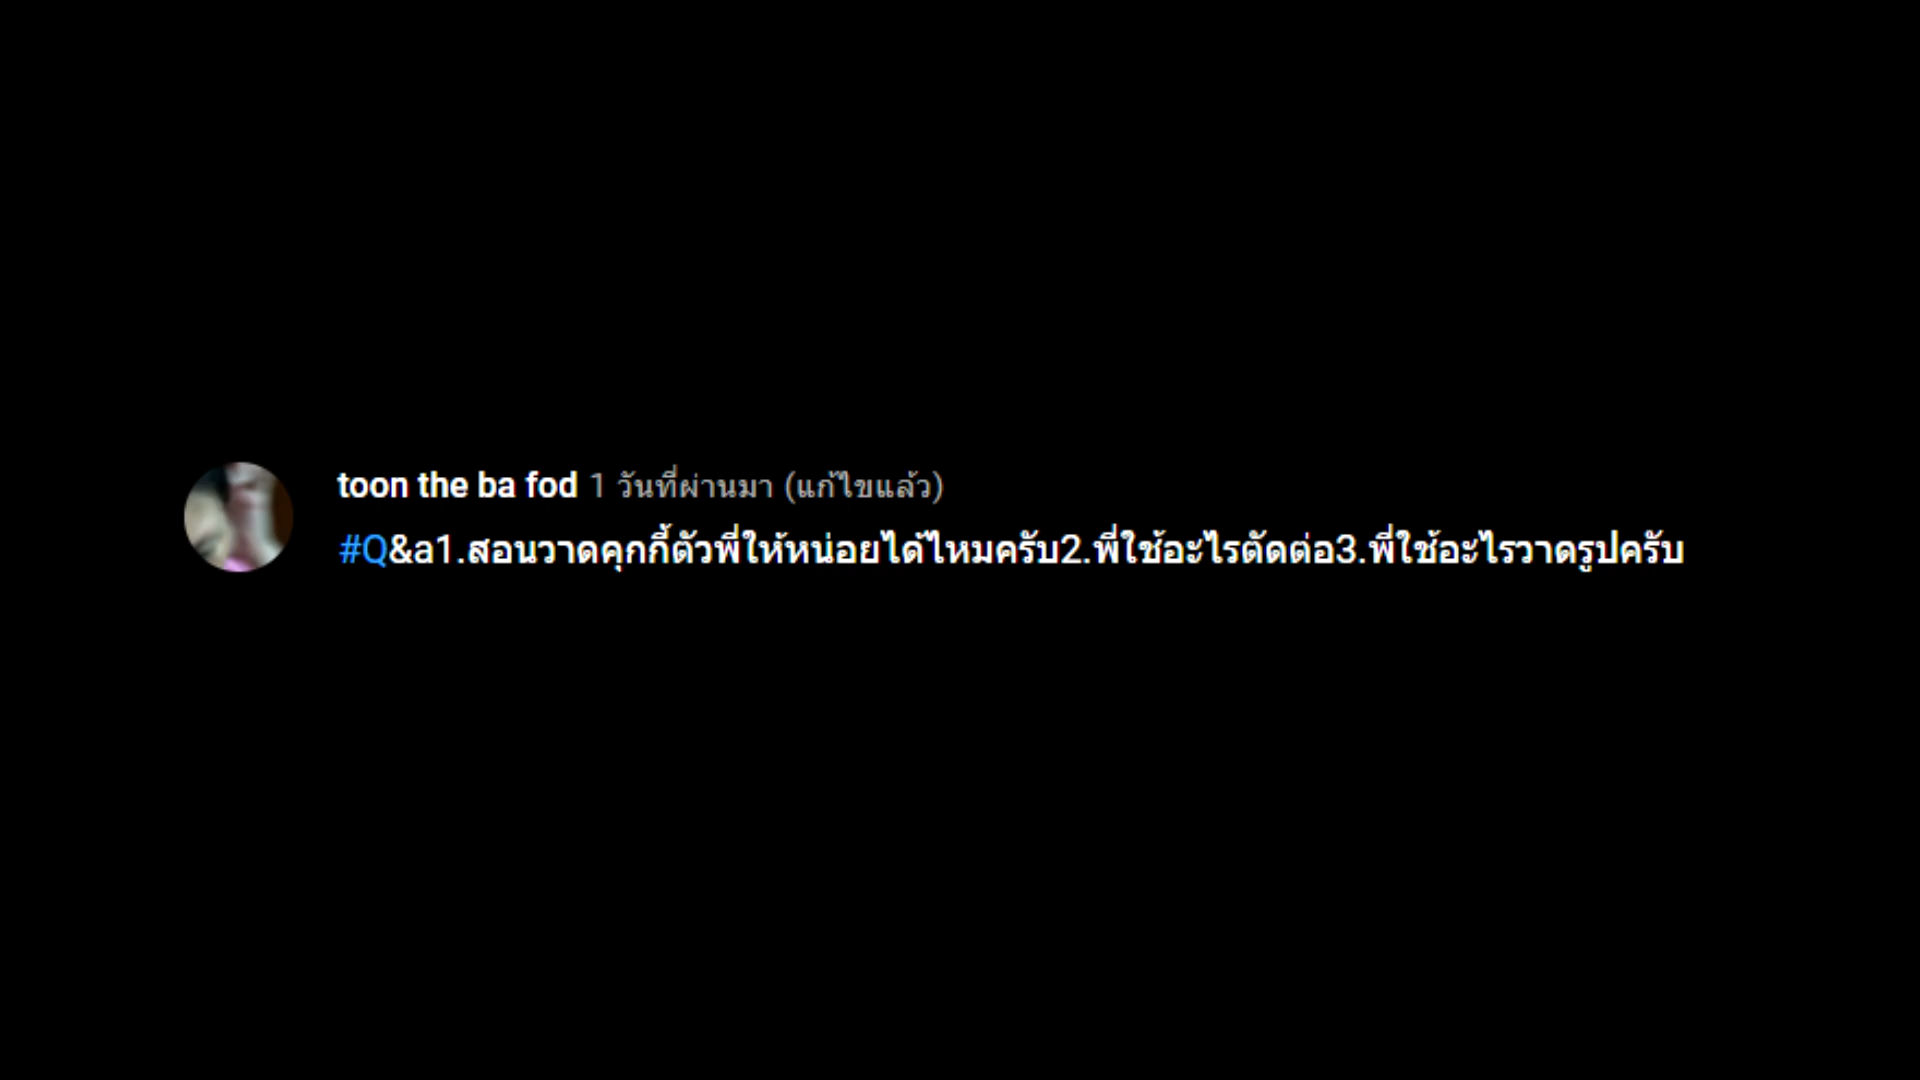 toon the ba fod 1 วันที่ผ่านมา (แก้ไขแล้ว)
#Q&a1.สอนวาดคุกกี้ตัวพี่ให้หน่อยได้ไหมครับ2.พี่ใช้อะไรตัดต่อ3.พี่ใช้อะไรวาดรูปครับ